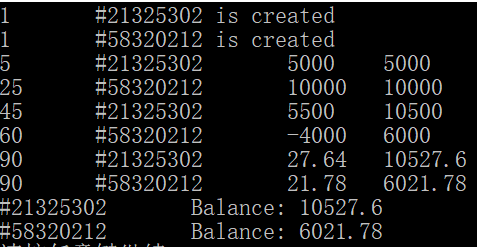 1 #21325302 is created
1 #58320212 is created
5 #21325302 5000 5000
25 #58320212 10000 10000
45 #21325302 5500 10500
60 #58320212 -4000 6000
90 #21325302 27.64 10527.6
90 #58320212 21.78 6021.78
#21325302 Balance: 10527.6
#58320212 Balance: 6021.78